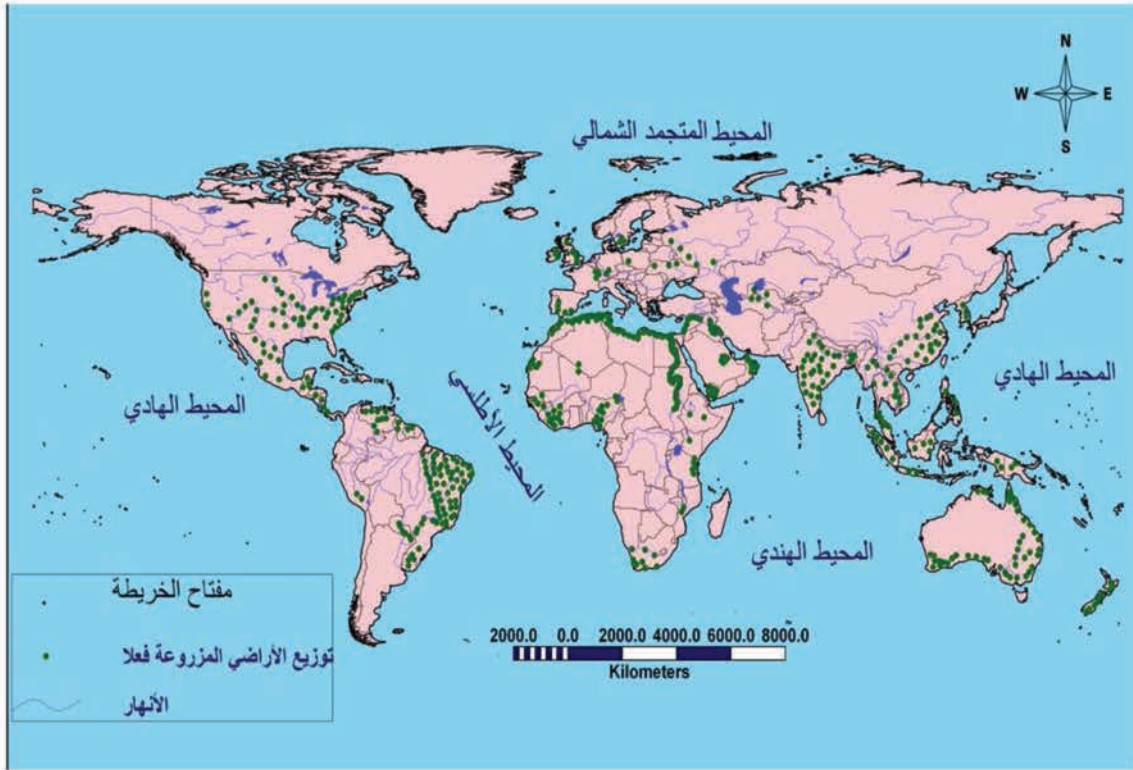 N
W E
S
المحيط المتجمد الشمالي
المحيط الهادي
المحيط الأطلسي
المحيط الهادي
المحيط الهندي
مفتاح الخريطة
توزيع الأراضي المزروعة فعلا
الأنهار
2000.0 0.0 2000.0 4000.0 6000.0 8000.0
Kilometers